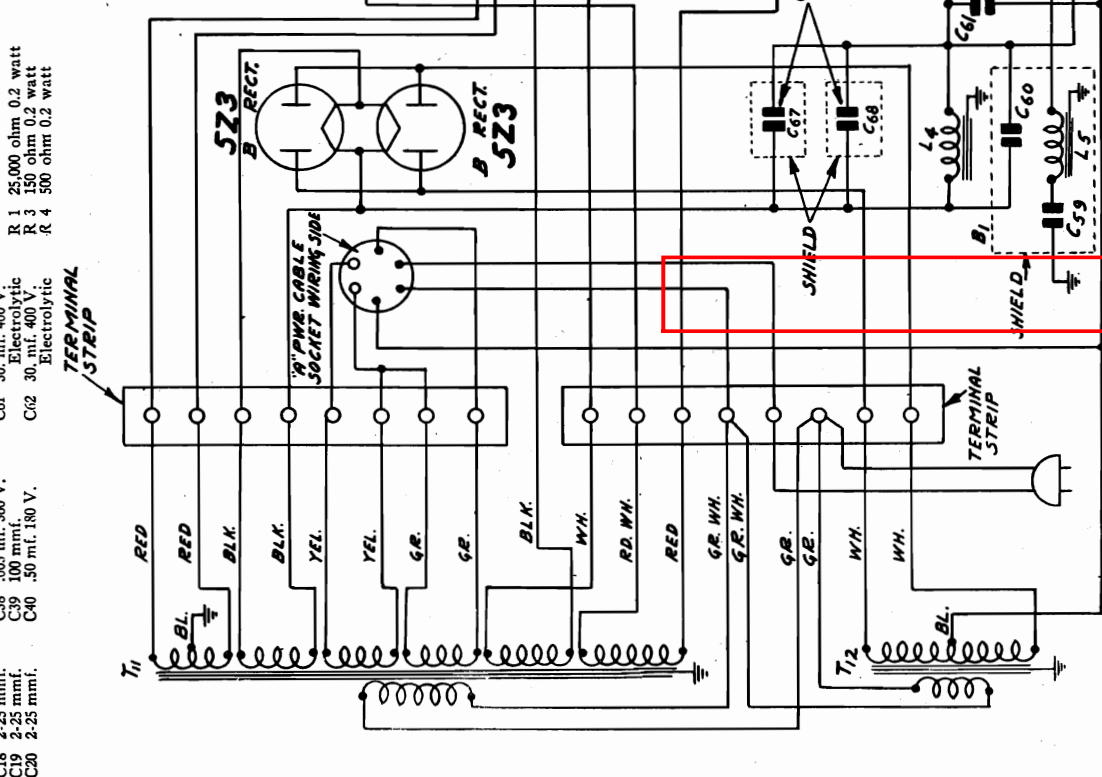 R 1 25,000 ohm 0.2 watt
R 3 150 ohm 0.2 watt
R 4 500 ohm 0.2 watt
Electrolytic
C62 30. mf. 400 V.
Electrolytic
C39 100 mmf.
C40 .50 mf. 180 V.
2-25 mmf.
C19 2-25 mmf.
C20 2-25 mmf.
5Z3
B RECT.
B RECT.
5Z3
C67
C68
C61
L4
C60
L5
C59
B1
SHIELD
SHIELD
"A" PWR. CABLE
SOCKET WIRING SIDE
TERMINAL
STRIP
TERMINAL
STRIP
RED
RED
BLK.
BLK.
YEL.
YEL.
GR.
GR.
BLK.
WH.
RD. WH.
RED
GR. WH.
GR. WH.
GR.
GR.
WH.
WH.
BL.
BL.
T11
T12